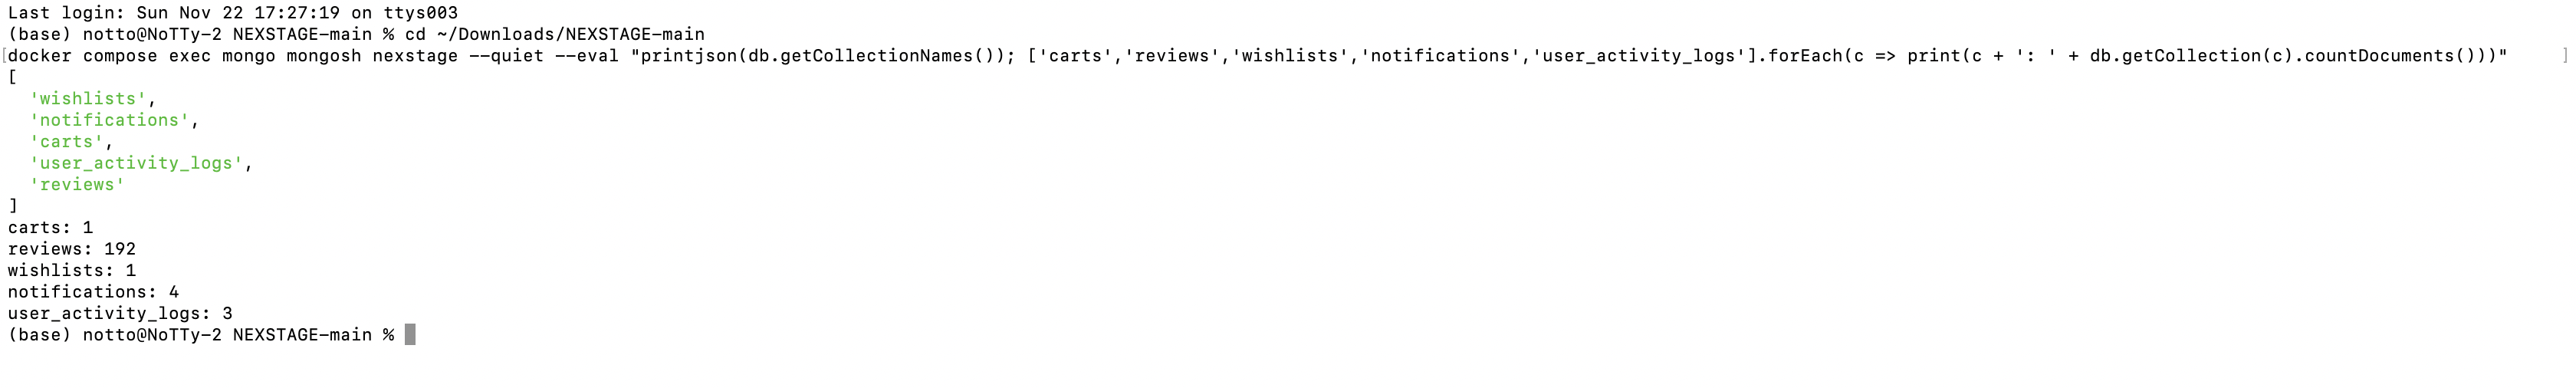 Last login: Sun Nov 22 17:27:19 on ttys003
(base) notto@NoTTy-2 NEXSTAGE-main % cd ~/Downloads/NEXSTAGE-main
[docker compose exec mongo mongosh nexstage --quiet --eval "printjson(db.getCollectionNames()); ['carts','reviews','wishlists','notifications','user_activity_logs'].forEach(c => print(c + ': ' + db.getCollection(c).countDocuments()))" ]
[
  'wishlists',
  'notifications',
  'carts',
  'user_activity_logs',
  'reviews'
]
carts: 1
reviews: 192
wishlists: 1
notifications: 4
user_activity_logs: 3
(base) notto@NoTTy-2 NEXSTAGE-main %